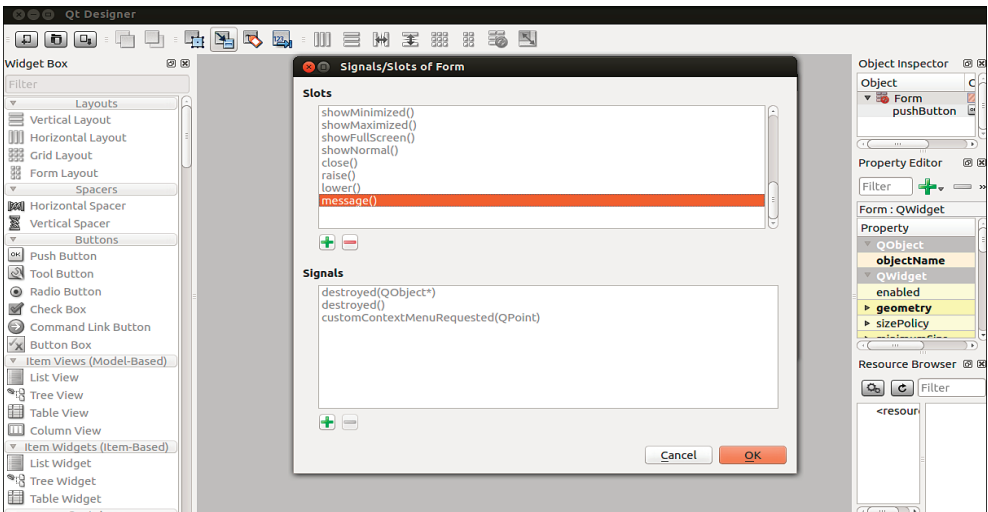 Qt Designer
Widget Box
Filter
Layouts
Vertical Layout
Horizontal Layout
Grid Layout
Form Layout
Spacers
Horizontal Spacer
Vertical Spacer
Buttons
OK Push Button
Tool Button
Radio Button
Check Box
Command Link Button
Button Box
Item Views (Model-Based)
List View
Tree View
Table View
Column View
Item Widgets (Item-Based)
List Widget
Tree Widget
Table Widget
Signals/Slots of Form
Slots
showMinimized()
showMaximized()
showFullScreen()
showNormal()
close()
raise()
lower()
message()
Signals
destroyed(QObject*)
destroyed()
customContextMenuRequested(QPoint)
Cancel
OK
Object Inspector
Object
Form
pushButton
Property Editor
Filter
Form : QWidget
Property
QObject
objectName
QWidget
enabled
geometry
sizePolicy
Resource Browser
Filter
<resour